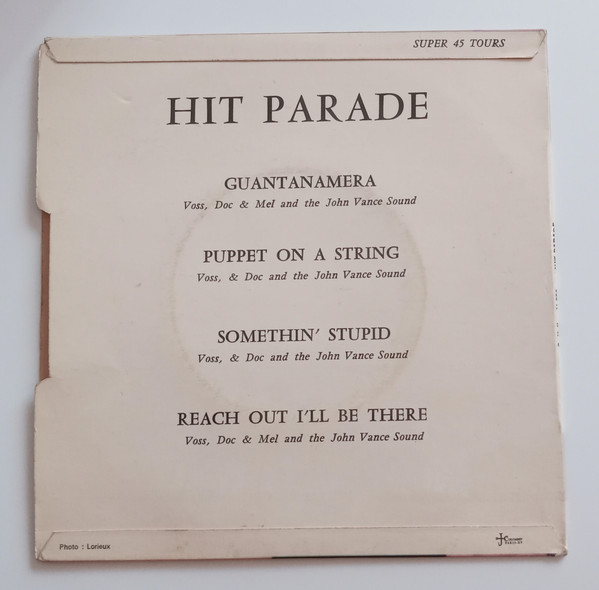 SUPER 45 TOURS
HIT PARADE
GUANTANAMERA
Voss, Doc & Mel and the John Vance Sound
PUPPET ON A STRING
Voss, & Doc and the John Vance Sound
SOMETHIN' STUPID
Voss, & Doc and the John Vance Sound
REACH OUT I'LL BE THERE
Voss, Doc & Mel and the John Vance Sound
Photo : Lorieux